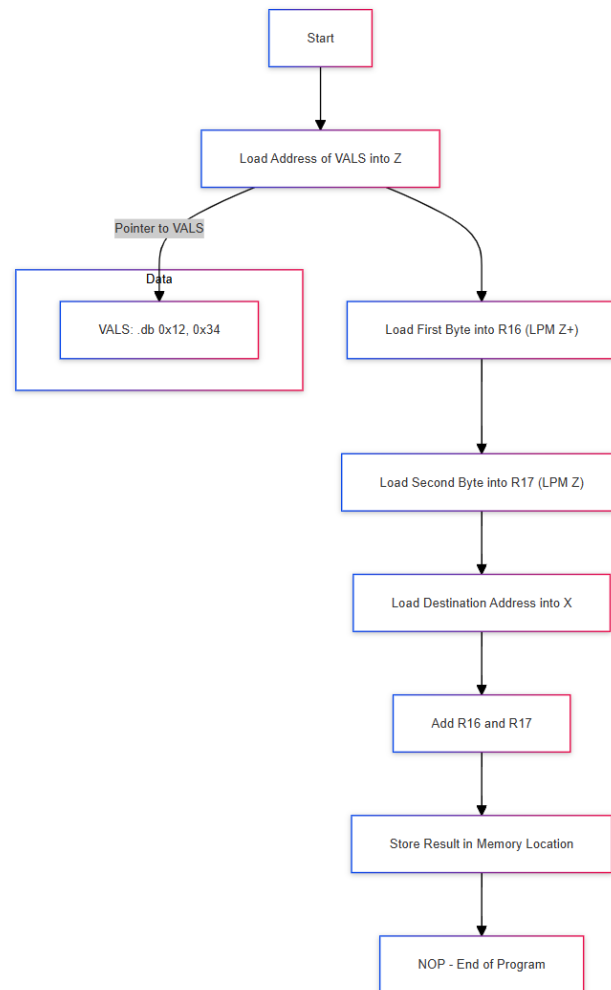 Start
Load Address of VALS into Z
Pointer to VALS
Data
VALS: .db 0x12, 0x34
Load First Byte into R16 (LPM Z+)
Load Second Byte into R17 (LPM Z)
Load Destination Address into X
Add R16 and R17
Store Result in Memory Location
NOP - End of Program